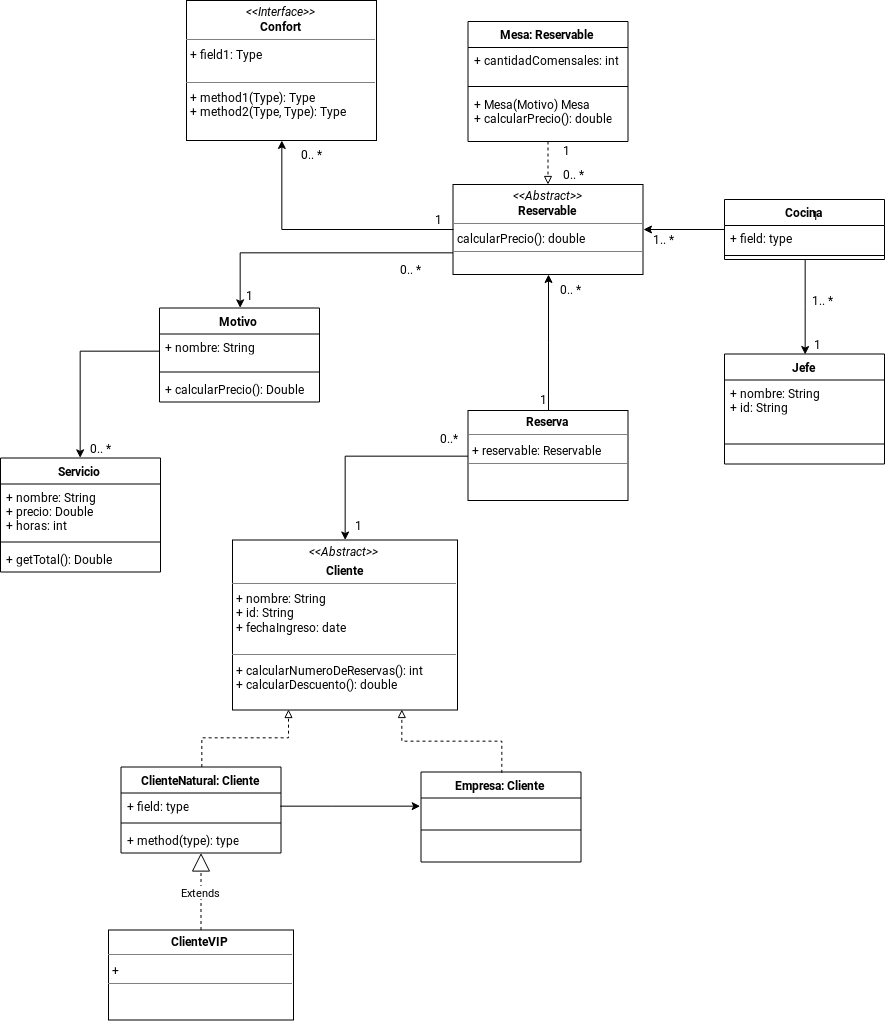 <<Interface>>
Confort
+ field1: Type
+ method1(Type): Type
+ method2(Type, Type): Type
0.. *
Mesa: Reservable
+ cantidadComensales: int
+ Mesa(Motivo) Mesa
+ calcularPrecio(): double
1
0.. *
<<Abstract>>
Reservable
calcularPrecio(): double
1
0.. *
1.. *
0.. *
Cocina
+ field: type
1.. *
1
Jefe
+ nombre: String
+ id: String
1
Motivo
+ nombre: String
+ calcularPrecio(): Double
0.. *
Servicio
+ nombre: String
+ precio: Double
+ horas: int
+ getTotal(): Double
1
Reserva
+ reservable: Reservable
0..*
1
<<Abstract>>
Cliente
+ nombre: String
+ id: String
+ fechaIngreso: date
+ calcularNumeroDeReservas(): int
+ calcularDescuento(): double
ClienteNatural: Cliente
+ field: type
+ method(type): type
Empresa: Cliente
Extends
ClienteVIP
+